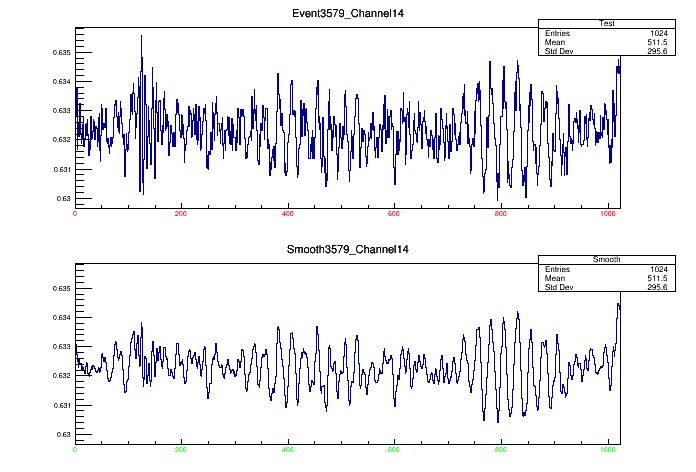 Event3579_Channel14
Test
Entries 1024
Mean 511.5
Std Dev 295.6
0.635
0.634
0.633
0.632
0.631
0.63
0 200 400 600 800 1000
Smooth3579_Channel14
Smooth
Entries 1024
Mean 511.5
Std Dev 295.6
0.635
0.634
0.633
0.632
0.631
0.63
0 200 400 600 800 1000